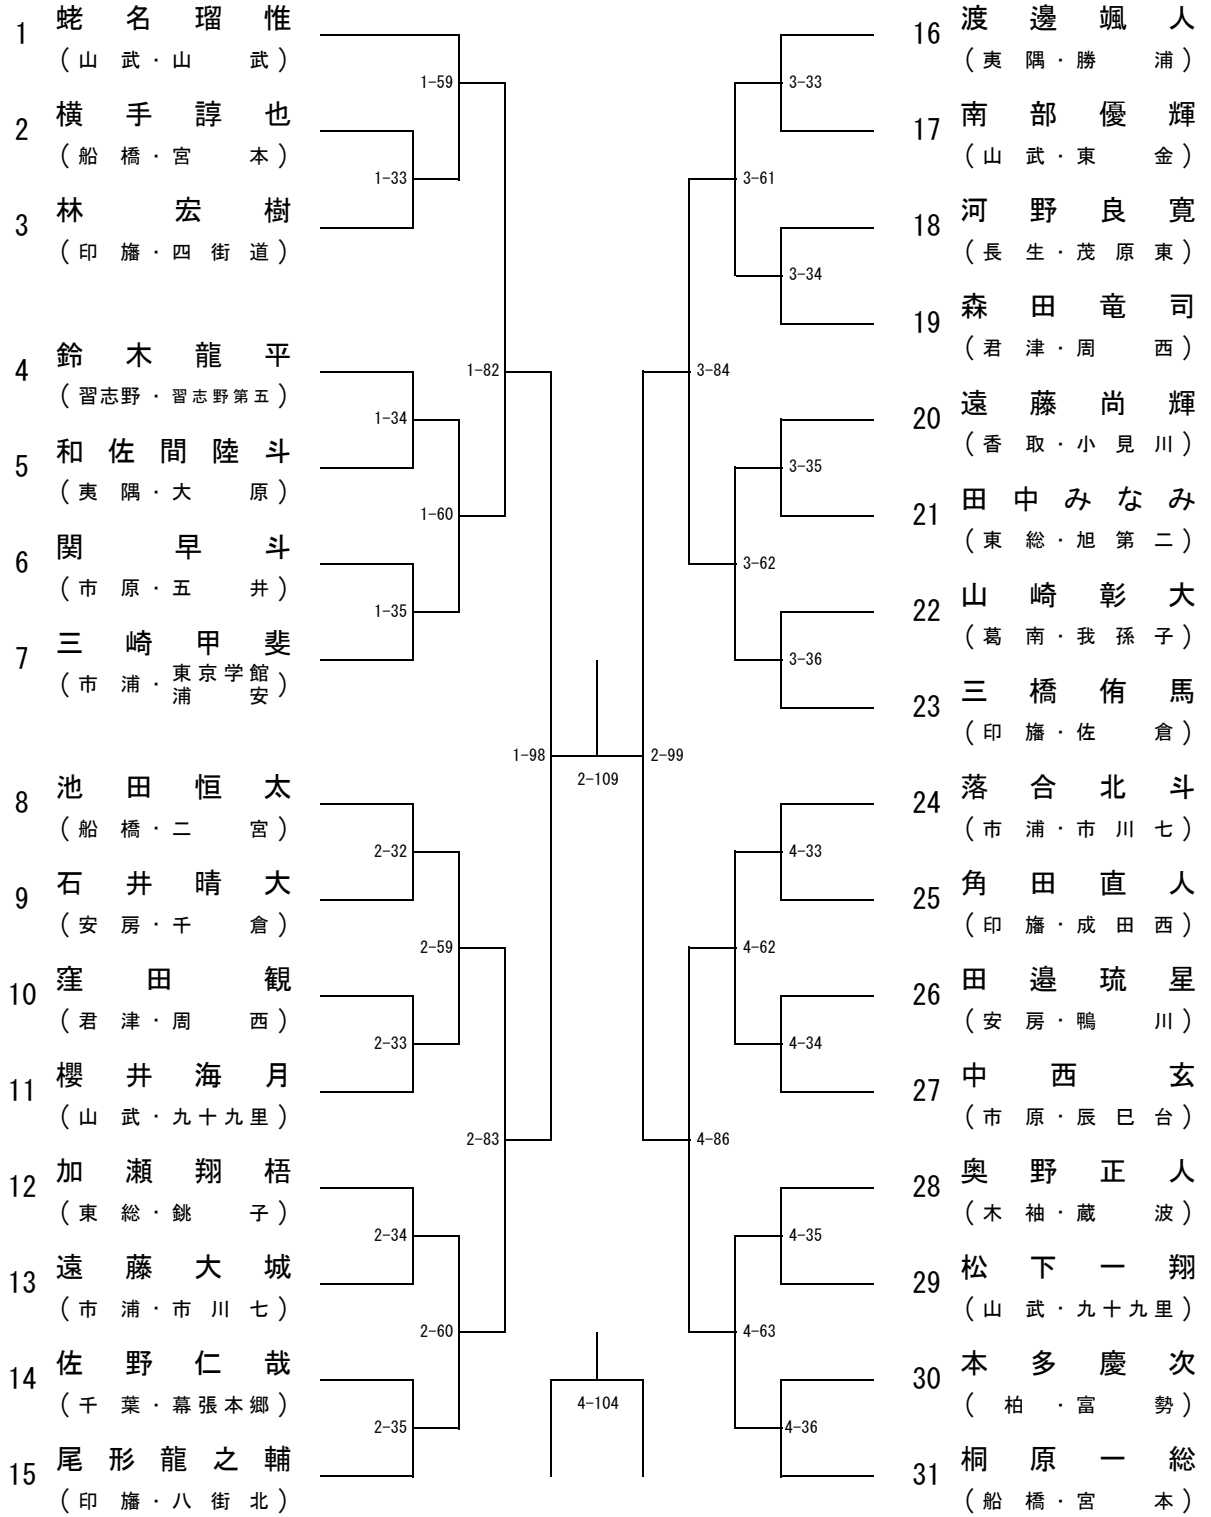 1 蛯名瑠惟
(山武・山武)
2 横手諄也
(船橋・宮本)
3 林宏樹
(印旛・四街道)
4 鈴木龍平
(習志野・習志野第五)
5 和佐間陸斗
(夷隅・大原)
6 関早斗
(市原・五井)
7 三崎甲斐
(市浦・東京学館浦安)
8 池田恒太
(船橋・二宮)
9 石井晴大
(安房・千倉)
10 窪田観
(君津・周西)
11 櫻井海月
(山武・九十九里)
12 加瀬翔梧
(東総・銚子)
13 遠藤大城
(市浦・市川七)
14 佐野仁哉
(千葉・幕張本郷)
15 尾形龍之輔
(印旛・八街北)
1-59
1-33
1-82
1-34
1-60
1-35
1-98
2-32
2-59
2-33
2-83
2-34
2-60
2-35
2-109
4-104
2-99
3-33
3-61
3-34
3-84
3-35
3-62
3-36
4-33
4-62
4-34
4-86
4-35
4-63
4-36
16 渡邊颯人
(夷隅・勝浦)
17 南部優輝
(山武・東金)
18 河野良寛
(長生・茂原東)
19 森田竜司
(君津・周西)
20 遠藤尚輝
(香取・小見川)
21 田中みなみ
(東総・旭第二)
22 山崎彰大
(葛南・我孫子)
23 三橋侑馬
(印旛・佐倉)
24 落合北斗
(市浦・市川七)
25 角田直人
(印旛・成田西)
26 田邉琉星
(安房・鴨川)
27 中西玄
(市原・辰巳台)
28 奥野正人
(木袖・蔵波)
29 松下一翔
(山武・九十九里)
30 本多慶次
(柏・富勢)
31 桐原一総
(船橋・宮本)